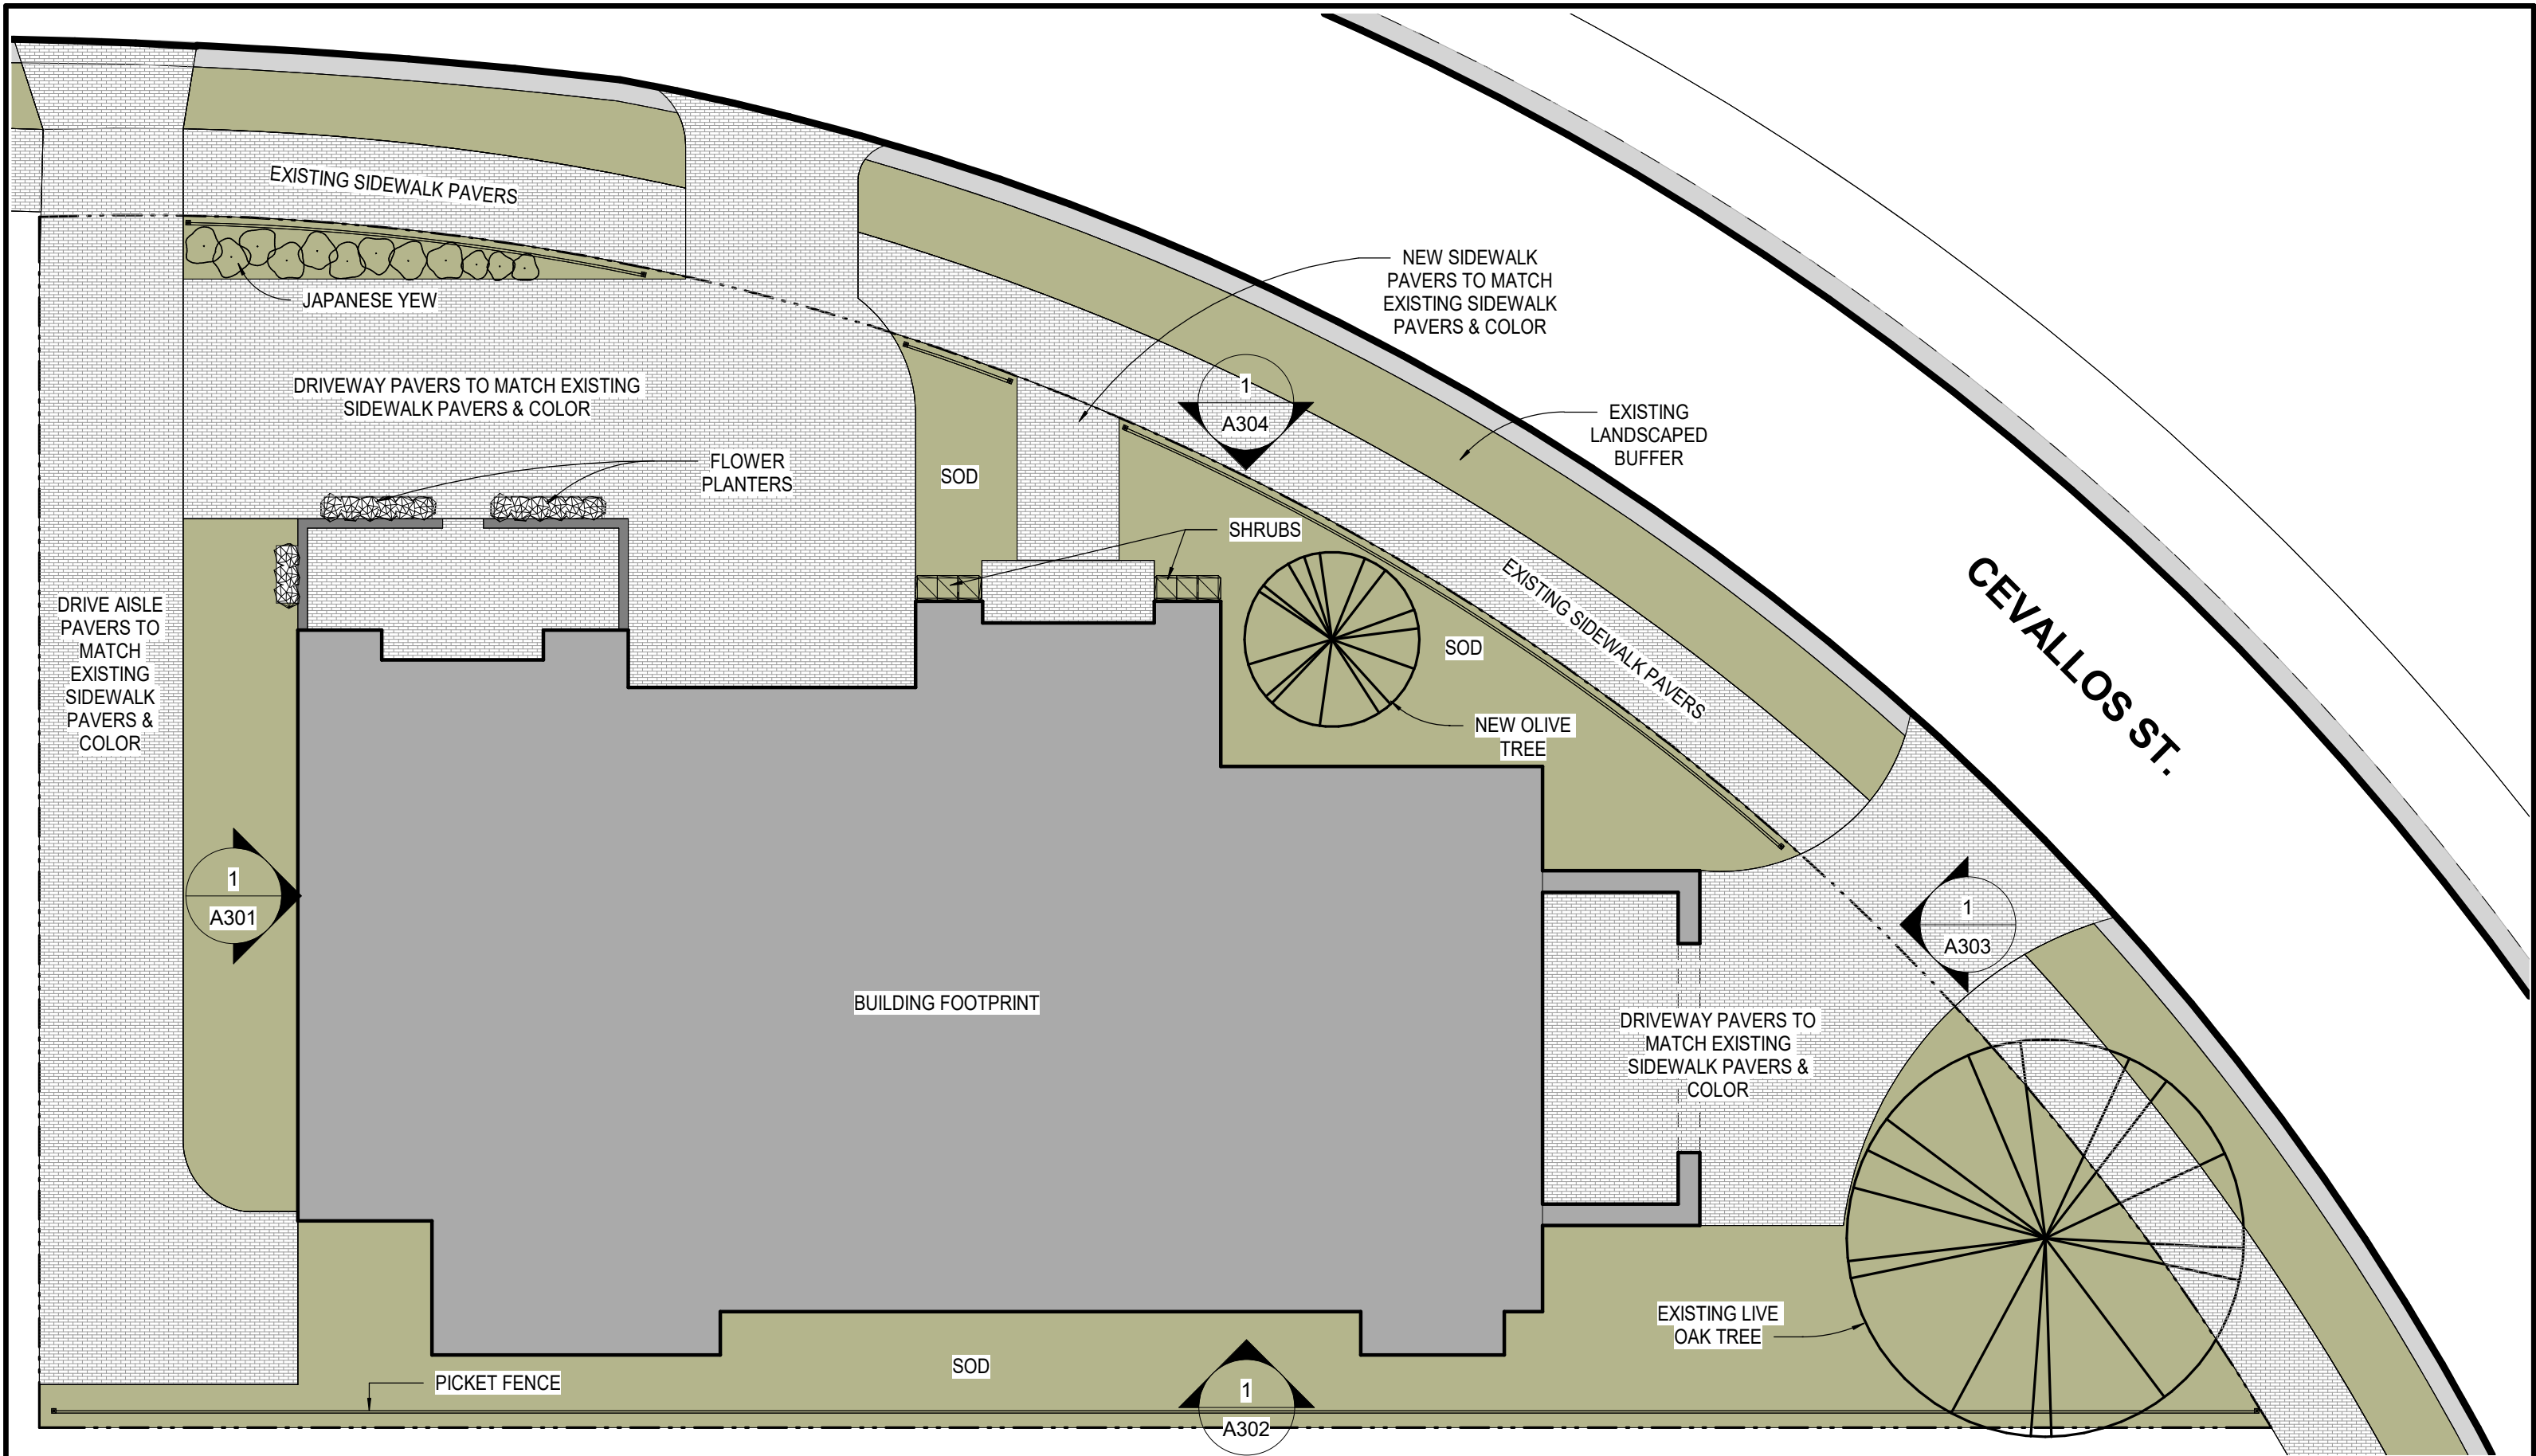 EXISTING SIDEWALK PAVERS
JAPANESE YEW
NEW SIDEWALK
PAVERS TO MATCH
EXISTING SIDEWALK
PAVERS & COLOR
DRIVEWAY PAVERS TO MATCH EXISTING
SIDEWALK PAVERS & COLOR
1
A304
EXISTING
LANDSCAPED
BUFFER
FLOWER
PLANTERS
SOD
SHRUBS
EXISTING SIDEWALK PAVERS
CEVALLOS ST.
DRIVE AISLE
PAVERS TO
MATCH
EXISTING
SIDEWALK
PAVERS &
COLOR
SOD
NEW OLIVE
TREE
1
A301
1
A303
BUILDING FOOTPRINT
DRIVEWAY PAVERS TO
MATCH EXISTING
SIDEWALK PAVERS &
COLOR
EXISTING LIVE
OAK TREE
SOD
PICKET FENCE
1
A302